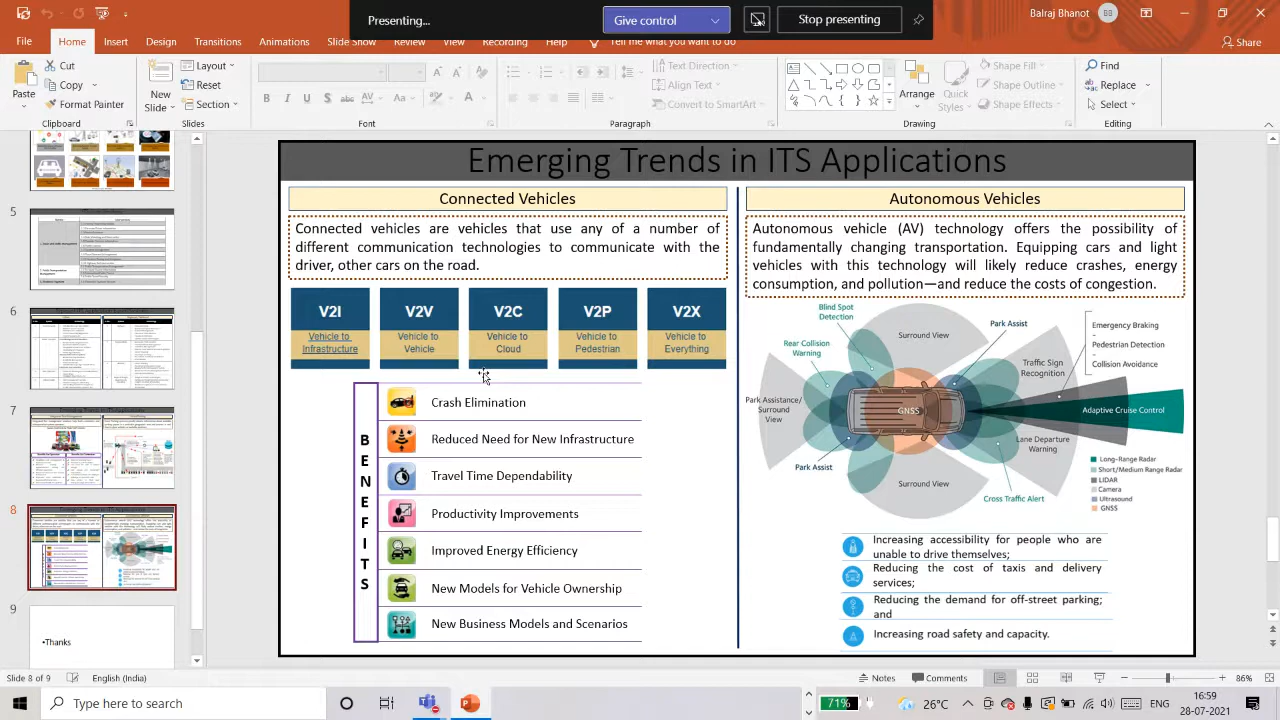 Presenting...
Give control
Stop presenting
Balraj Bhanot
BB
File
Home
Insert
Design
Transitions
Animations
Slide Show
Review
View
Recording
Help
Tell me what you want to do
Share
Paste
Cut
Copy
Format Painter
Clipboard
New
Slide
Layout
Reset
Section
Slides
B I U S abc AV Aa
Font
Text Direction
Align Text
Convert to SmartArt
Paragraph
Arrange
Quick
Styles
Shape Fill
Shape Outline
Shape Effects
Drawing
Find
Replace
Select
Editing
7
8
9
•Thanks
Emerging Trends in ITS Applications
Connected Vehicles
Connected vehicles are vehicles that use any of a number of
different communication technologies to communicate with the
driver, other cars on the road.
V2I
V2V
V2C
V2P
V2X
Vehicle to
Infrastructure
Vehicle to
Vehicle
Vehicle to
Cloud
Vehicle to
Pedestrian
Vehicle to
Everything
BENEFITS
Crash Elimination
Reduced Need for New Infrastructure
Travel Time Dependability
Productivity Improvements
Improved Energy Efficiency
New Models for Vehicle Ownership
New Business Models and Scenarios
Autonomous Vehicles
Autonomous vehicle (AV) technology offers the possibility of
fundamentally changing transportation. Equipping cars and light
vehicles with this technology will likely reduce crashes, energy
consumption, and pollution—and reduce the costs of congestion.
Blind Spot
Detection
Rear Collision
Warning
Park Assistance/
Surround
View
Park Assist
Surround View
GNSS
Surround View
Park Assist
Traffic Sign
Recognition
Emergency Braking
–
Pedestrian Detection
–
Collision Avoidance
Adaptive Cruise Control
Lane Departure
Warning
Cross Traffic Alert
Long-Range Radar
Short/Medium Range Radar
LIDAR
Camera
Ultrasound
GNSS
Increasing accessibility for people who are
unable to drive themselves;
Reducing the cost of taxis and delivery
services;
Reducing the demand for off-street parking;
and
Increasing road safety and capacity.
Slide 8 of 9
English (India)
Notes
Comments
86%
Type here to search
71%
26°C
ENG
16:59
28-07-2021